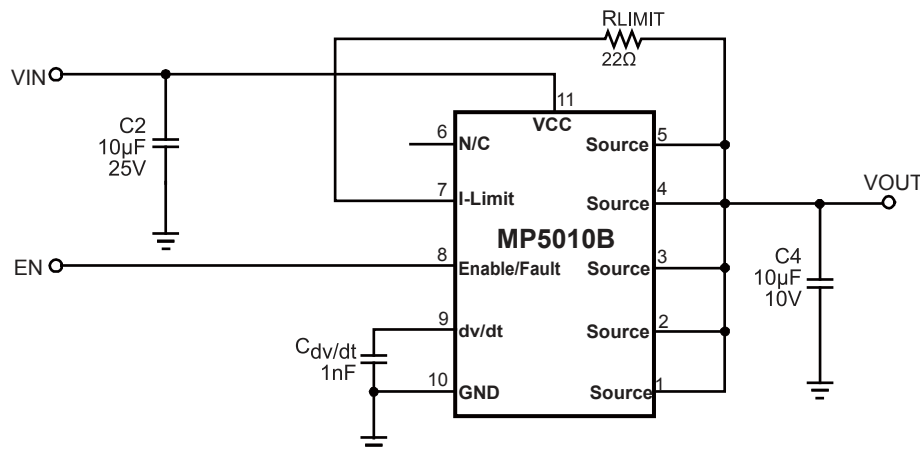 RLIMIT
22Ω
VIN
11
VCC
C2
10µF
25V
6
N/C
Source
5
7
I-Limit
Source
4
VOUT
MP5010B
EN
8
Enable/Fault
Source
3
C4
10µF
10V
9
dv/dt
Source
2
Cdv/dt
1nF
10
GND
Source
1